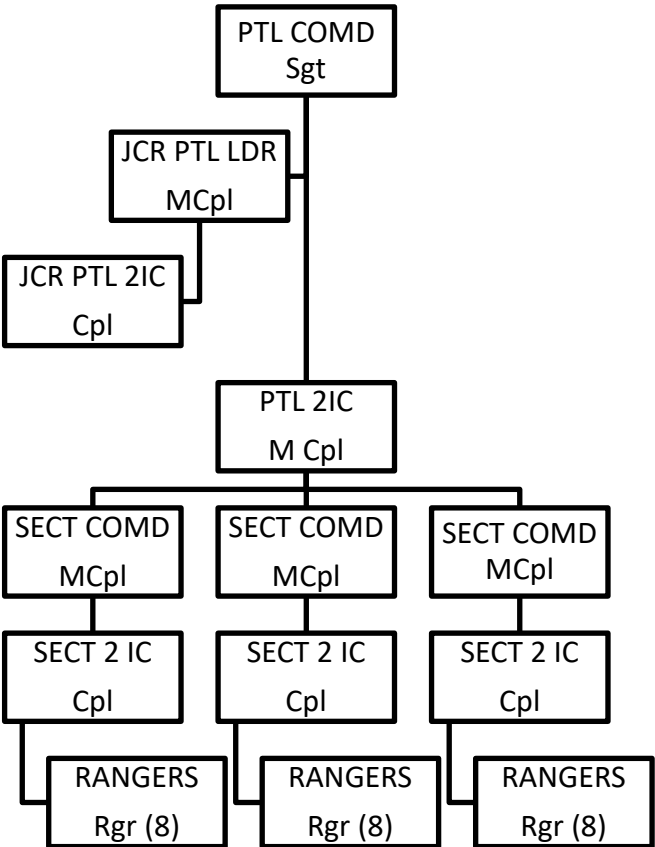 PTL COMD
Sgt
JCR PTL LDR
MCpl
JCR PTL 2IC
Cpl
PTL 2IC
M Cpl
SECT COMD
MCpl
SECT COMD
MCpl
SECT COMD
MCpl
SECT 2 IC
Cpl
SECT 2 IC
Cpl
SECT 2 IC
Cpl
RANGERS
Rgr (8)
RANGERS
Rgr (8)
RANGERS
Rgr (8)